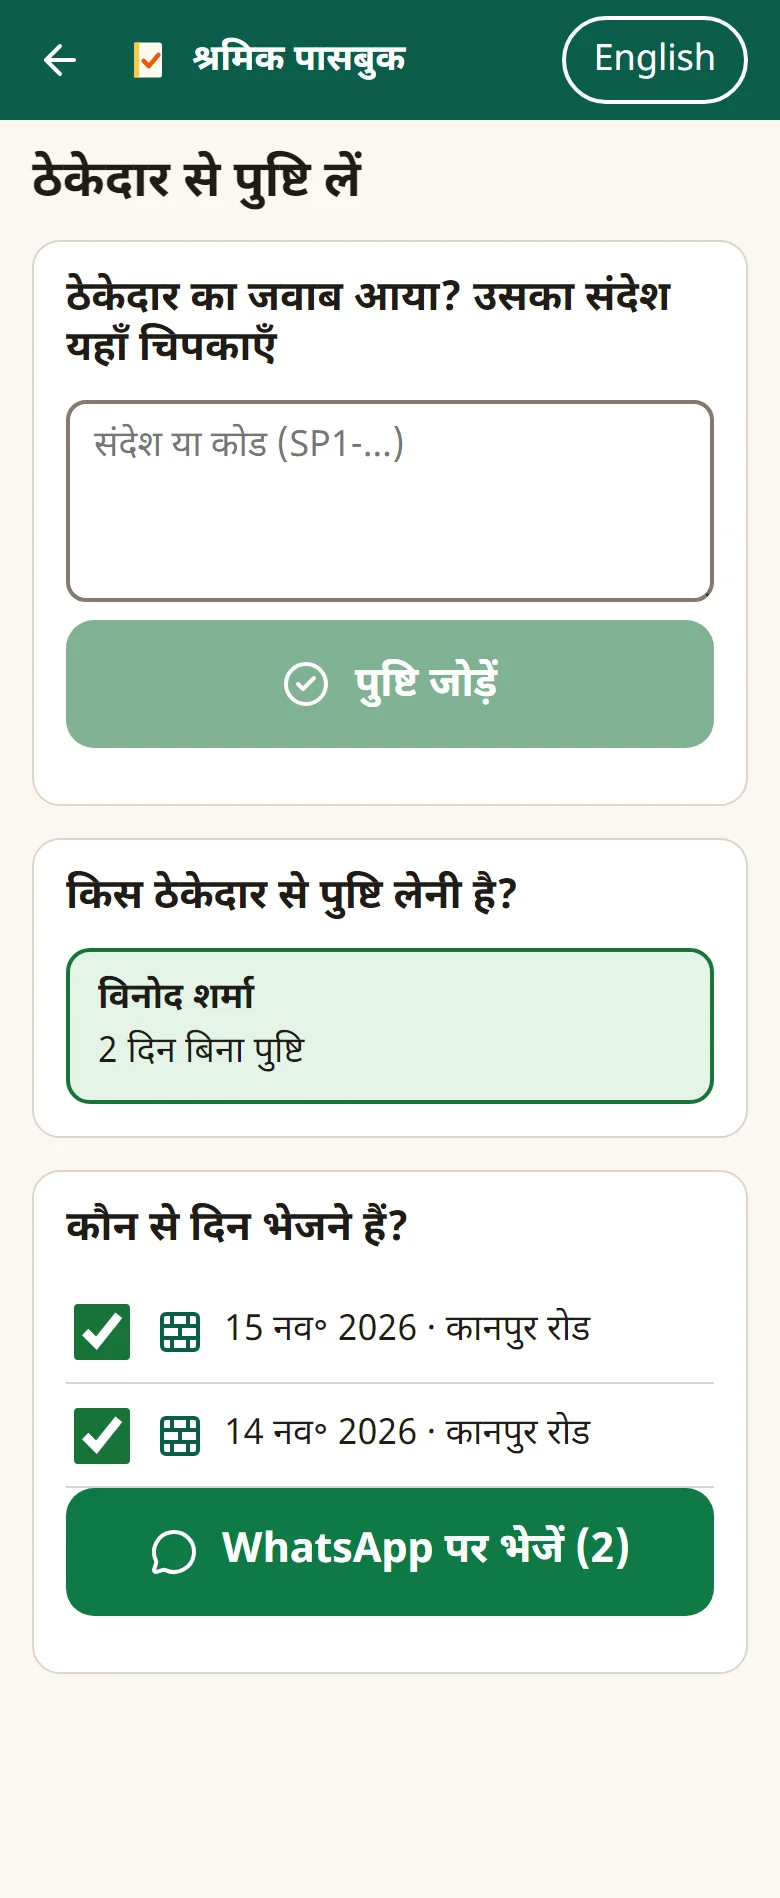 श्रमिक पासबुक
English
ठेकेदार से पुष्टि लें
ठेकेदार का जवाब आया? उसका संदेश
यहाँ चिपकाएँ
संदेश या कोड (SP1-…)
पुष्टि जोड़ें
किस ठेकेदार से पुष्टि लेनी है?
विनोद शर्मा
2 दिन बिना पुष्टि
कौन से दिन भेजने हैं?
15 नव॰ 2026 · कानपुर रोड
14 नव॰ 2026 · कानपुर रोड
WhatsApp पर भेजें (2)